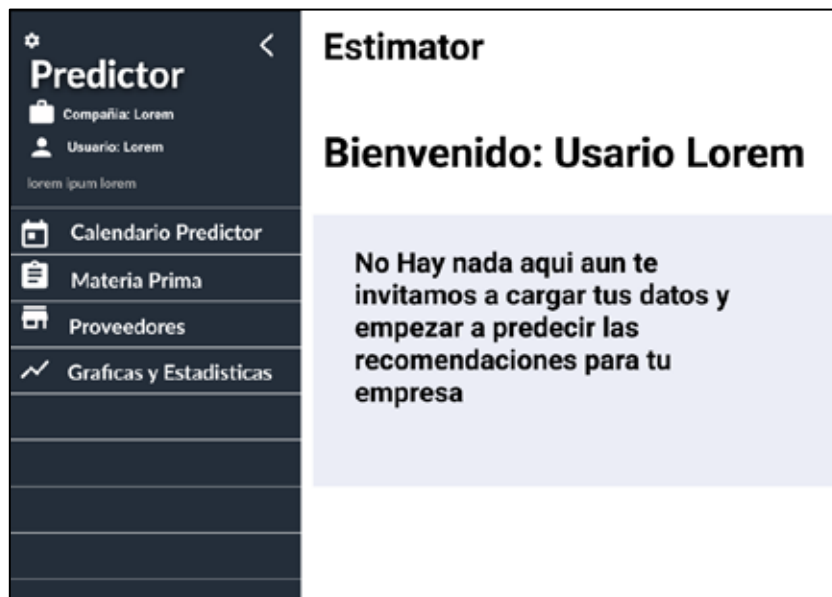 Predictor
Compañia: Lorem
Usuario: Lorem
lorem ipum lorem
Calendario Predictor
Materia Prima
Proveedores
Graficas y Estadisticas
Estimator
Bienvenido: Usario Lorem
No Hay nada aqui aun te
invitamos a cargar tus datos y
empezar a predecir las
recomendaciones para tu
empresa